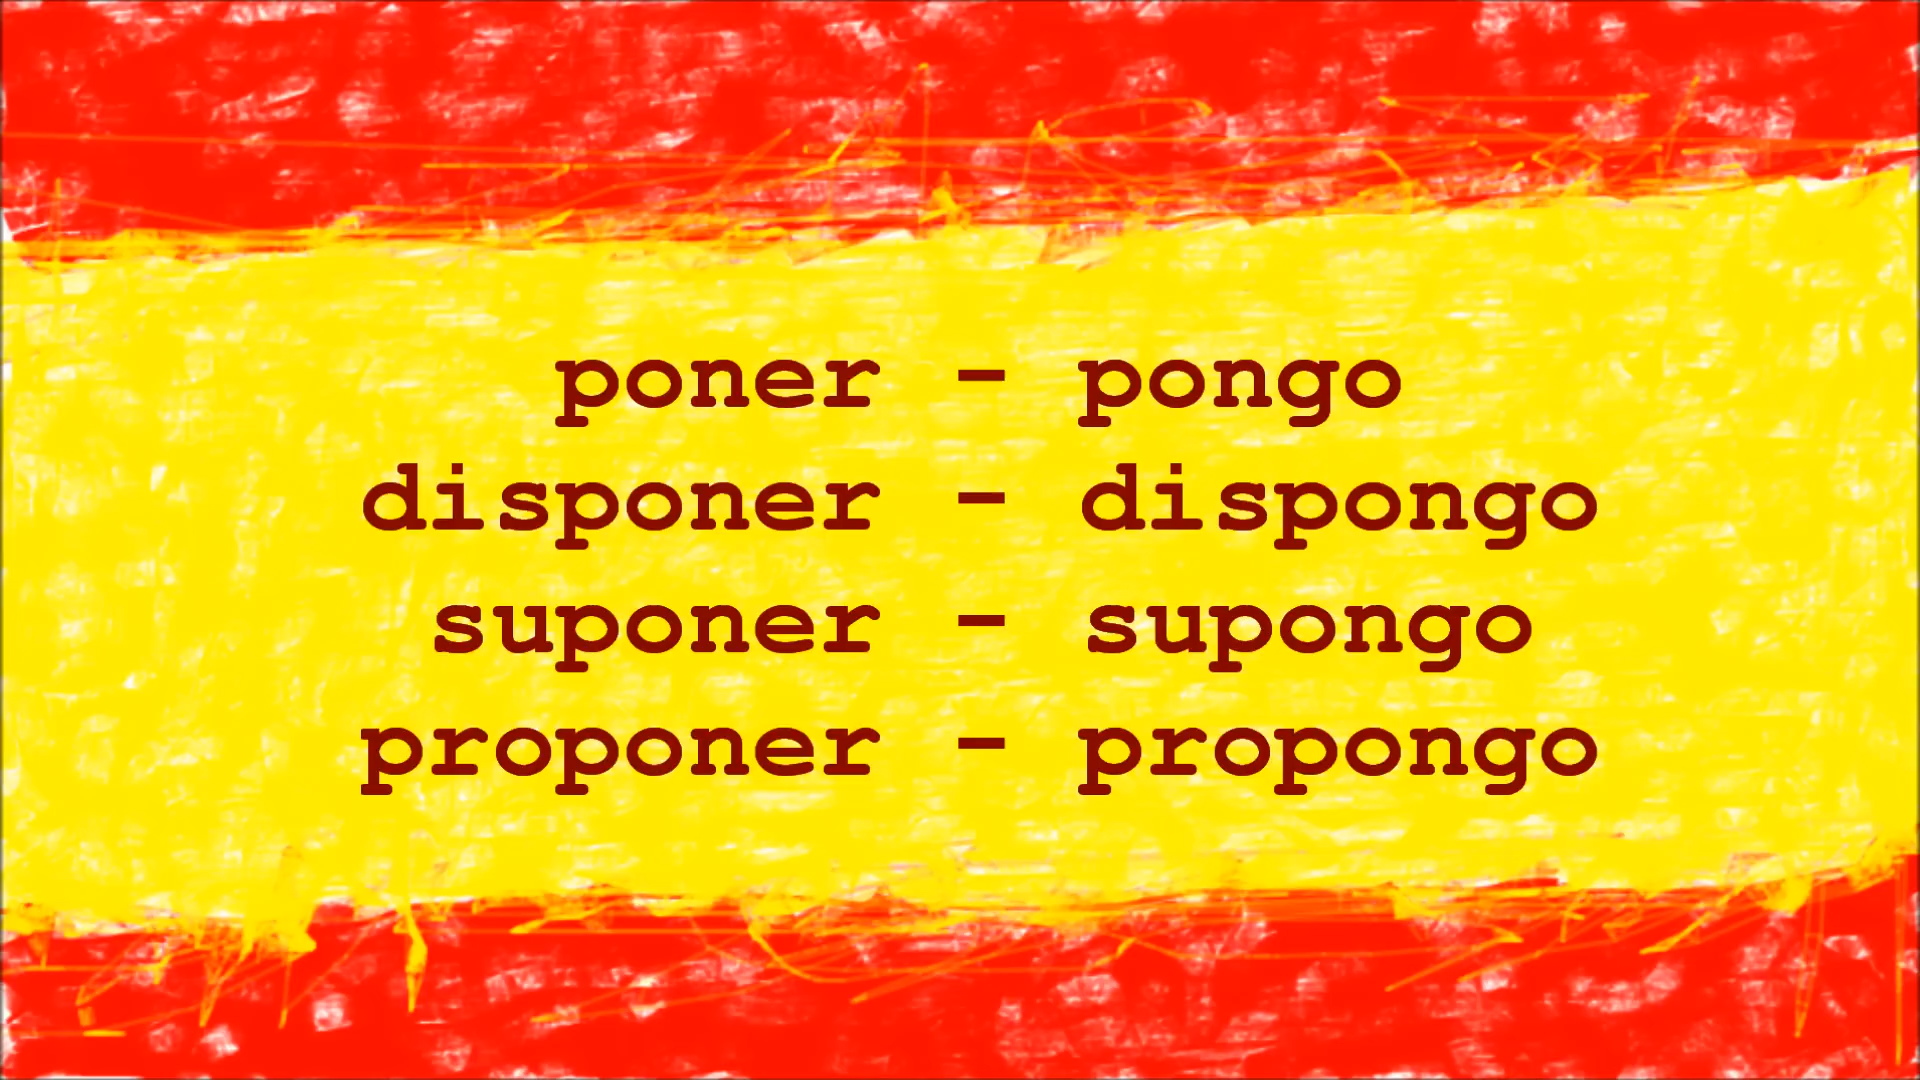 poner - pongo
disponer - dispongo
suponer - supongo
proponer - propongo